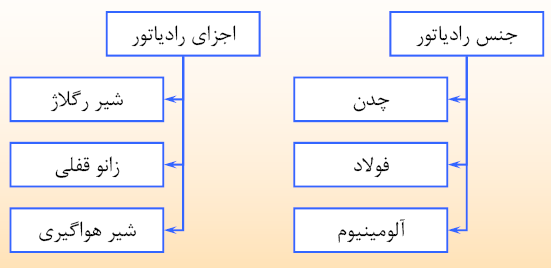 جنس رادیاتور
چدن
فولاد
آلومینیوم
اجزای رادیاتور
شیر رگلاژ
زانو قفلی
شیر هواگیری